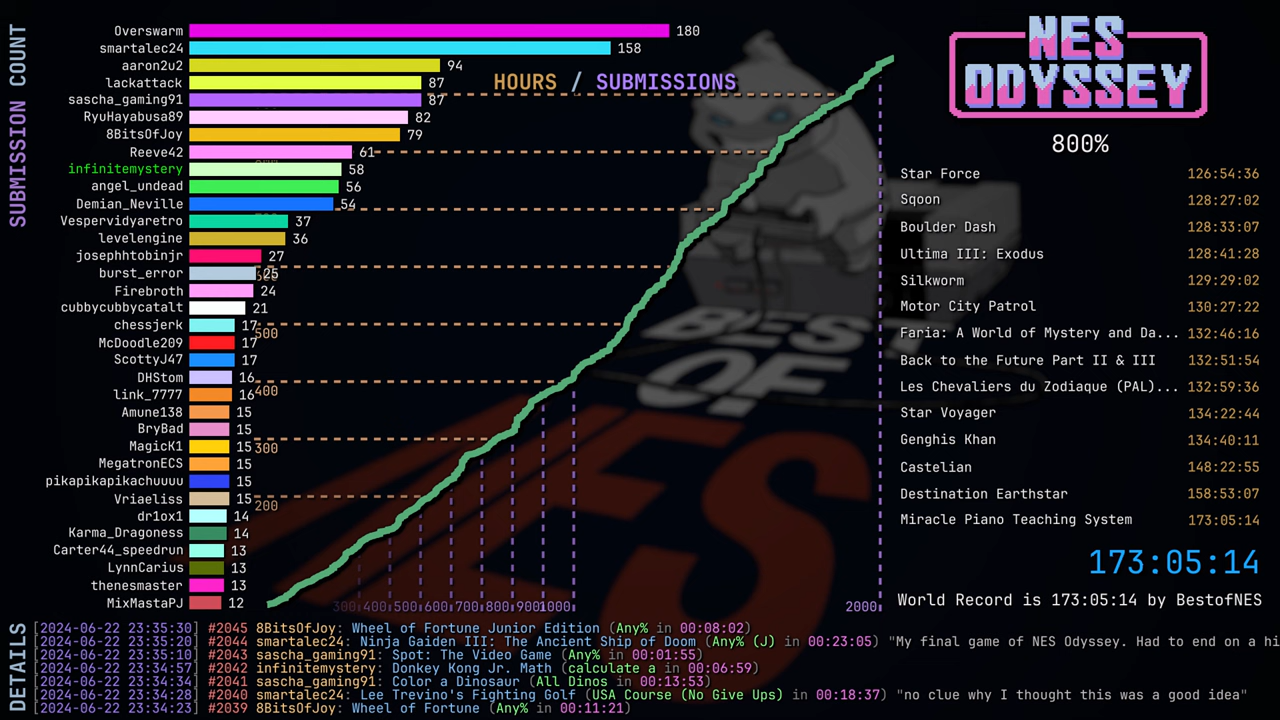 SUBMISSION COUNT
Overswarm 180
smartalec24 158
aaron2u2 94
lackattack 87
sascha_gaming91 87
RyuHayabusa89 82
8BitsOfJoy 79
Reeve42 61
infinitemystery 58
angel_undead 56
Demian_Neville 54
Vespervidyaretro 37
levelengine 36
josephhtobinjr 27
burst_error 25
Firebroth 24
cubbycubbycatalt 21
chessjerk 17
McDoodle209 17
ScottyJ47 17
DHStom 16
link_7777 16
Amune138 15
BryBad 15
MagicK1 15
MegatronECS 15
pikapikapikachuuuu 15
Vriaeliss 15
dr1ox1 14
Karma_Dragoness 14
Carter44_speedrun 13
LynnCarius 13
thenesmaster 13
MixMastaPJ 12
HOURS / SUBMISSIONS
500
400
300
200
300 400 500 600 700 800 900 1000 2000
BEST
OF
NES
NES
ODYSSEY
800%
Star Force 126:54:36
Sqoon 128:27:02
Boulder Dash 128:33:07
Ultima III: Exodus 128:41:28
Silkworm 129:29:02
Motor City Patrol 130:27:22
Faria: A World of Mystery and Da... 132:46:16
Back to the Future Part II & III 132:51:54
Les Chevaliers du Zodiaque (PAL)... 132:59:36
Star Voyager 134:22:44
Genghis Khan 134:40:11
Castelian 148:22:55
Destination Earthstar 158:53:07
Miracle Piano Teaching System 173:05:14
173:05:14
World Record is 173:05:14 by BestofNES
DETAILS
[2024-06-22 23:35:30] #2045 8BitsOfJoy: Wheel of Fortune Junior Edition (Any% in 00:08:02)
[2024-06-22 23:35:20] #2044 smartalec24: Ninja Gaiden III: The Ancient Ship of Doom (Any% (J) in 00:23:05) "My final game of NES Odyssey. Had to end on a hi
[2024-06-22 23:35:10] #2043 sascha_gaming91: Spot: The Video Game (Any% in 00:01:55)
[2024-06-22 23:34:57] #2042 infinitemystery: Donkey Kong Jr. Math (calculate a in 00:06:59)
[2024-06-22 23:34:34] #2041 sascha_gaming91: Color a Dinosaur (All Dinos in 00:13:53)
[2024-06-22 23:34:28] #2040 smartalec24: Lee Trevino's Fighting Golf (USA Course (No Give Ups) in 00:18:37) "no clue why I thought this was a good idea"
[2024-06-22 23:34:23] #2039 8BitsOfJoy: Wheel of Fortune (Any% in 00:11:21)